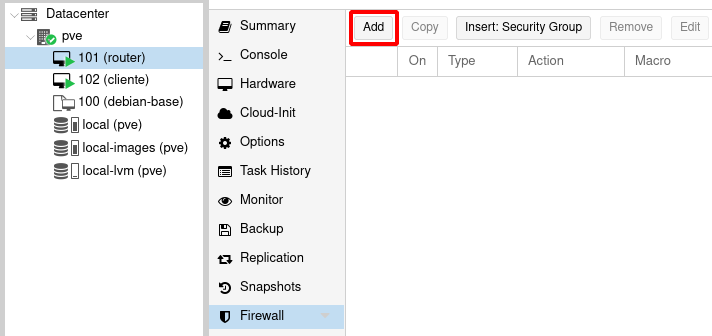 Datacenter
pve
101 (router)
102 (cliente)
100 (debian-base)
local (pve)
local-images (pve)
local-lvm (pve)
Summary
Console
Hardware
Cloud-Init
Options
Task History
Monitor
Backup
Replication
Snapshots
Firewall
Add Copy Insert: Security Group Remove Edit
On Type Action Macro